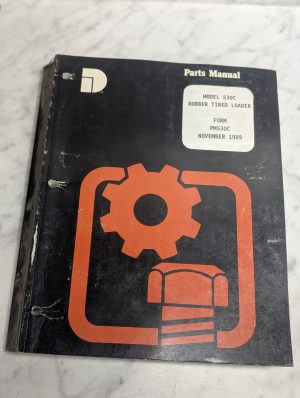 Parts Manual
MODEL 530C
RUBBER TIRED LOADER
FORM
PM530C
NOVEMBER 1989